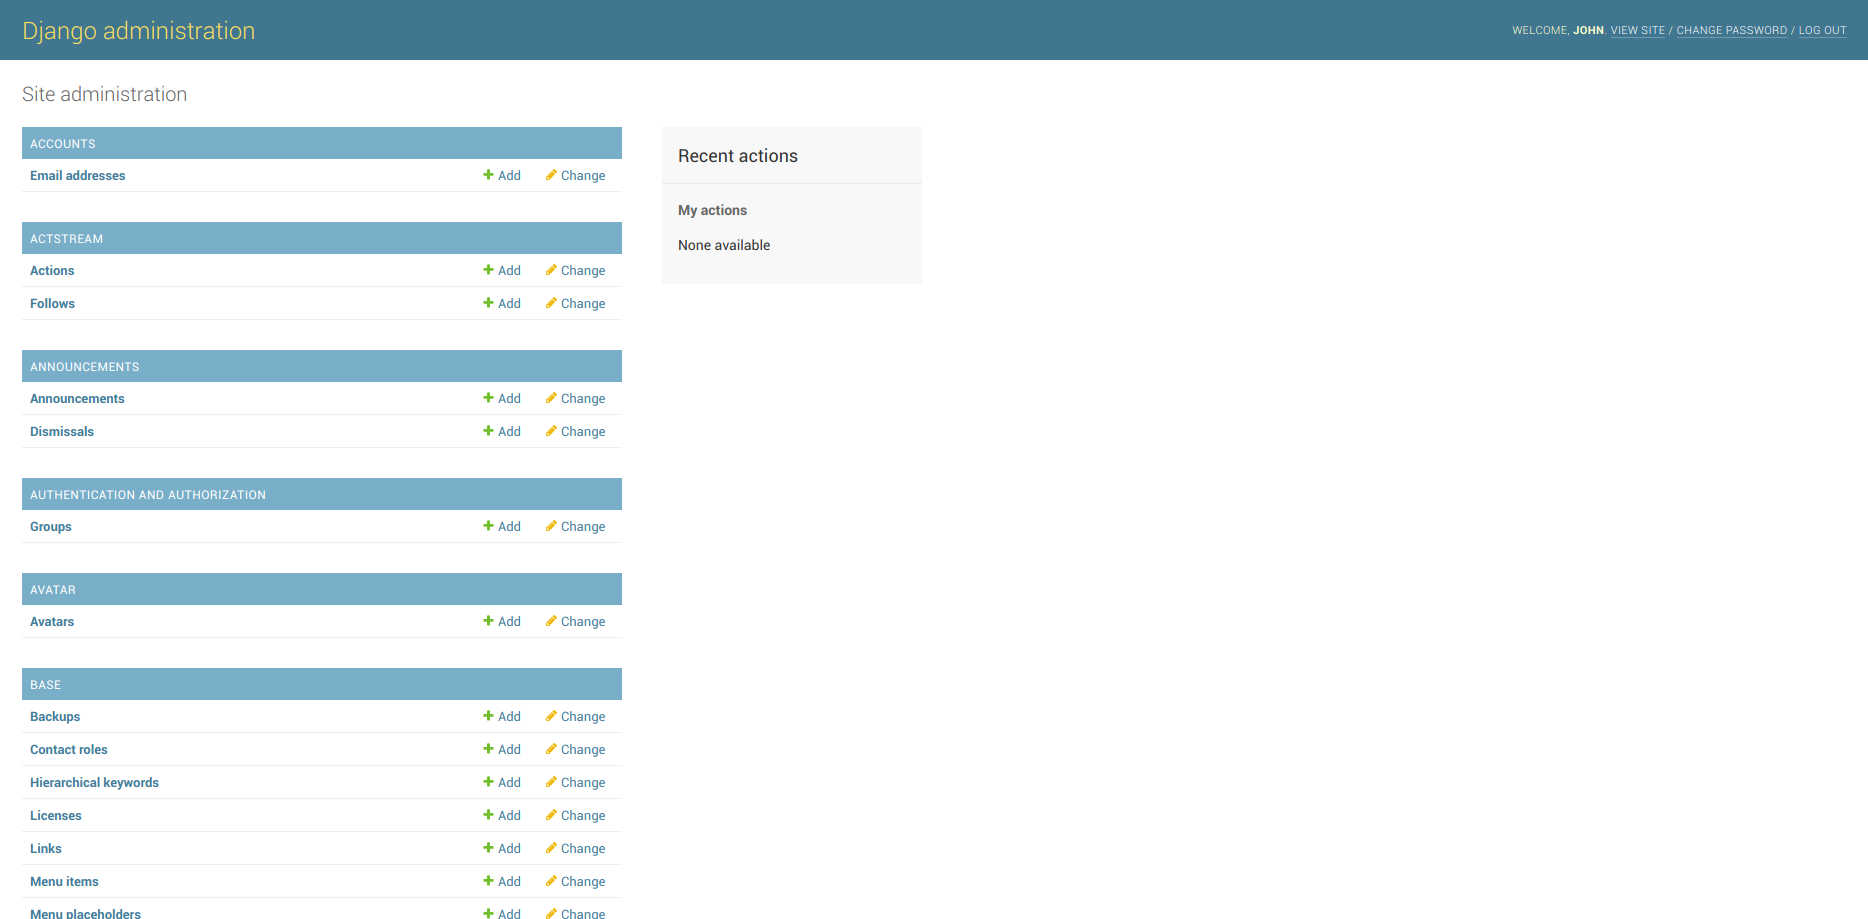 Django administration
WELCOME, JOHN. VIEW SITE / CHANGE PASSWORD / LOG OUT
Site administration
ACCOUNTS
Email addresses Add Change
ACTSTREAM
Actions Add Change
Follows Add Change
ANNOUNCEMENTS
Announcements Add Change
Dismissals Add Change
AUTHENTICATION AND AUTHORIZATION
Groups Add Change
AVATAR
Avatars Add Change
BASE
Backups Add Change
Contact roles Add Change
Hierarchical keywords Add Change
Licenses Add Change
Links Add Change
Menu items Add Change
Menu placeholders Add Change
Recent actions
My actions
None available